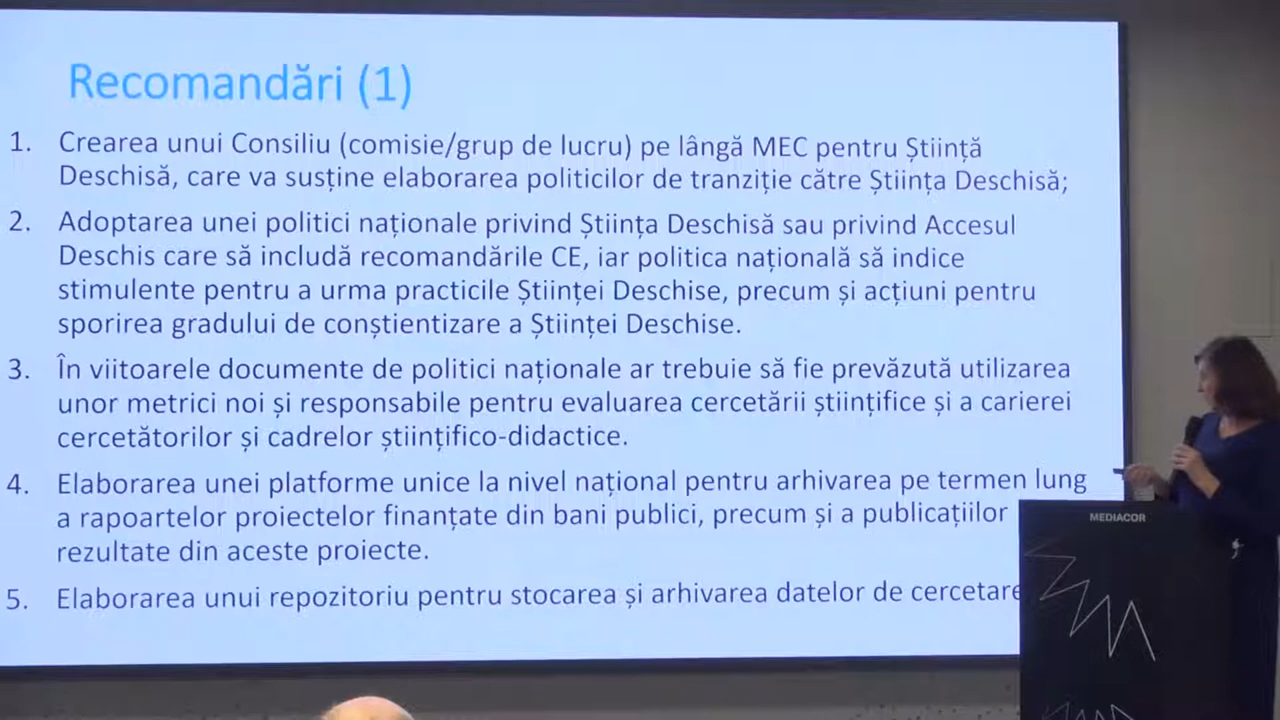 Recomandări (1)
1. Crearea unui Consiliu (comisie/grup de lucru) pe lângă MEC pentru Știință
Deschisă, care va susține elaborarea politicilor de tranziție către Știința Deschisă;
2. Adoptarea unei politici naționale privind Știința Deschisă sau privind Accesul
Deschis care să includă recomandările CE, iar politica națională să indice
stimulente pentru a urma practicile Științei Deschise, precum și acțiuni pentru
sporirea gradului de conștientizare a Științei Deschise.
3. În viitoarele documente de politici naționale ar trebuie să fie prevăzută utilizarea
unor metrici noi și responsabile pentru evaluarea cercetării științifice și a carierei
cercetătorilor și cadrelor științifico-didactice.
4. Elaborarea unei platforme unice la nivel național pentru arhivarea pe termen lung
a rapoartelor proiectelor finanțate din bani publici, precum și a publicațiilor
rezultate din aceste proiecte.
5. Elaborarea unui repozitoriu pentru stocarea și arhivarea datelor de cercetare
MEDIACOR